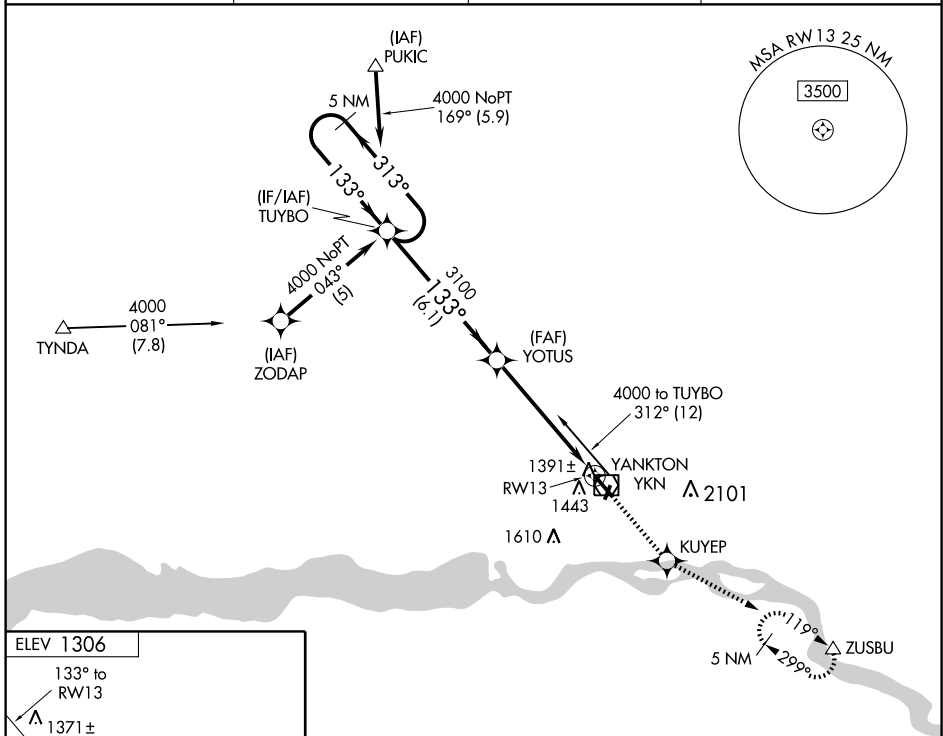 (IAF)
PUKIC
MSA RW13 25 NM
3500
5 NM
4000 NoPT
169° (5.9)
313°
133°
(IF/IAF)
TUYBO
4000 NoPT
043°
(5)
3100
133°
(6.1)
4000
081°
(7.8)
TYNDA
(IAF)
ZODAP
(FAF)
YOTUS
4000 to TUYBO
312° (12)
1391±
YANKTON
YKN
RW13
2101
1443
1610
KUYEP
119°
ZUSBU
5 NM
299°
ELEV 1306
133° to
RW13
1371±